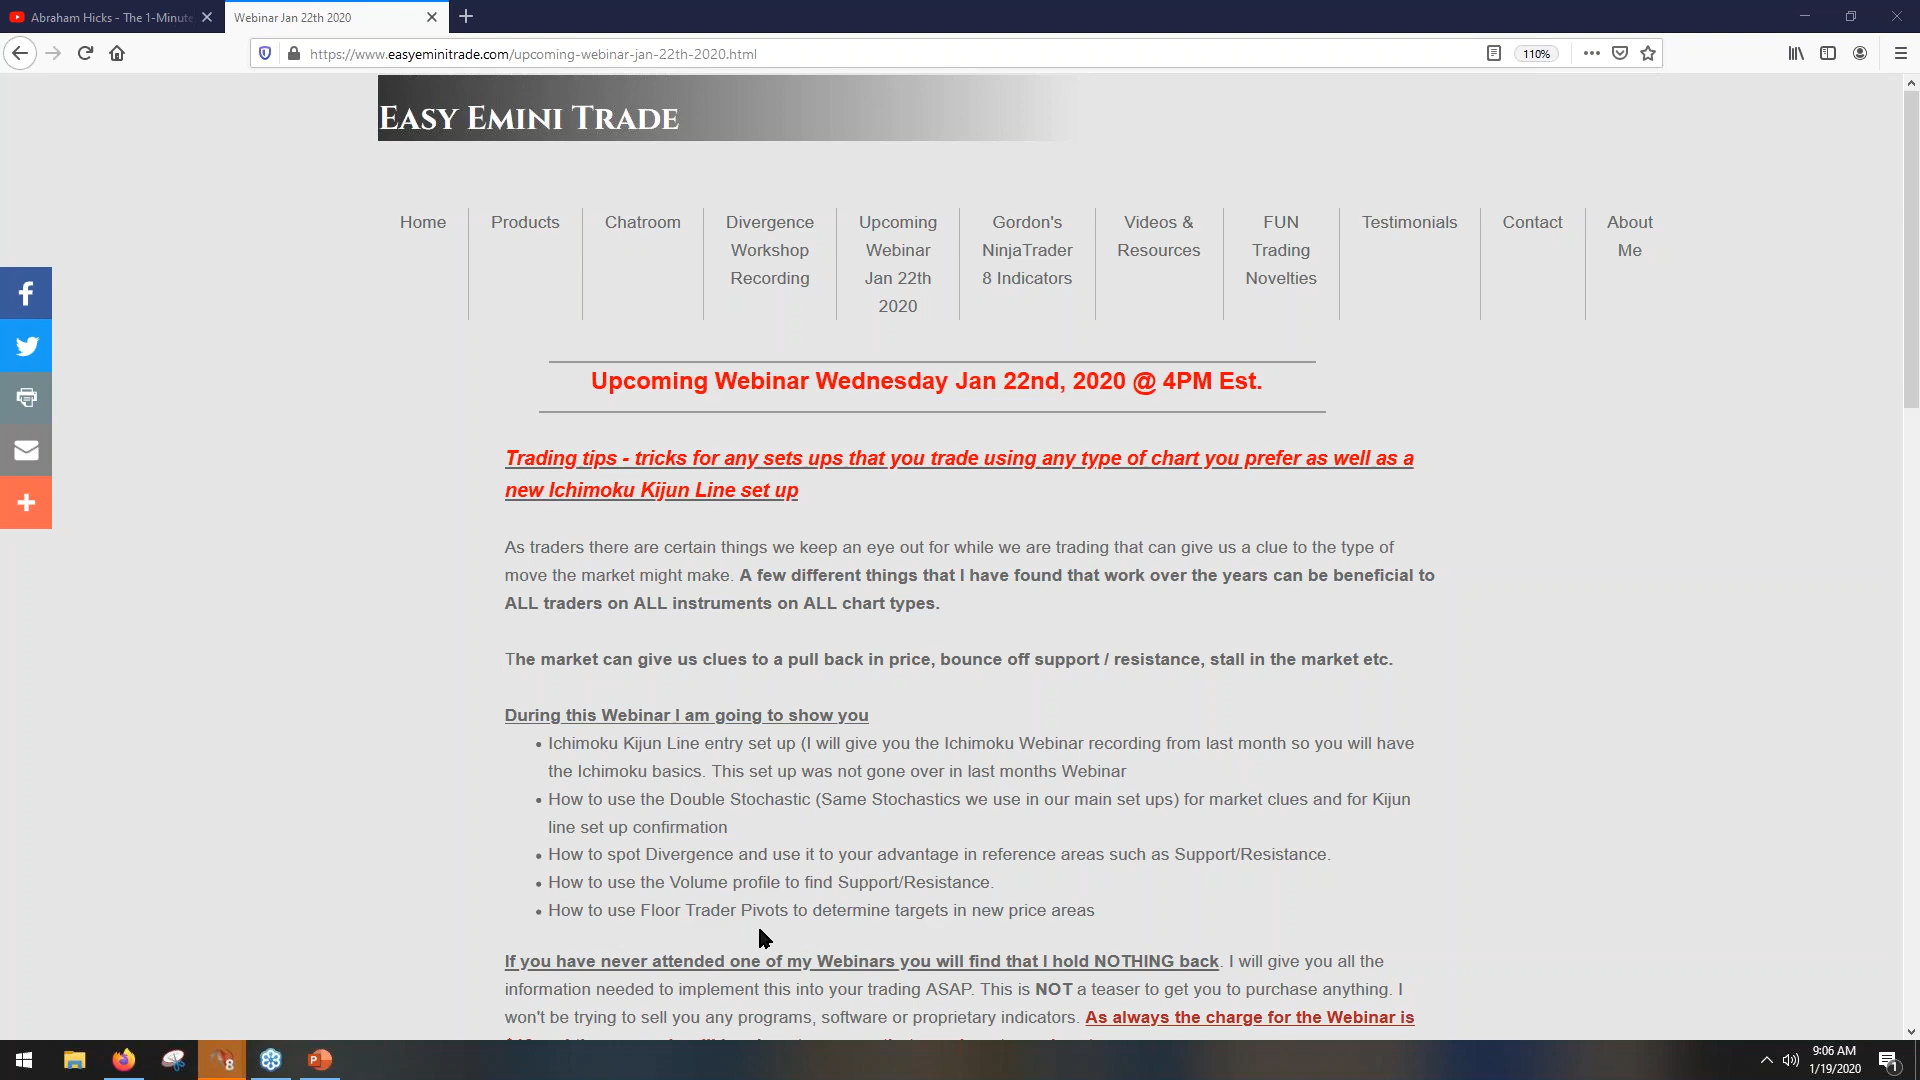 Abraham Hicks - The 1-Minute
Webinar Jan 22th 2020
https://www.easyeminitrade.com/upcoming-webinar-jan-22th-2020.html
110%
Easy Emini Trade
Home
Products
Chatroom
Divergence
Workshop
Recording
Upcoming
Webinar
Jan 22th
2020
Gordon's
NinjaTrader
8 Indicators
Videos &
Resources
FUN
Trading
Novelties
Testimonials
Contact
About
Me
Upcoming Webinar Wednesday Jan 22nd, 2020 @ 4PM Est.
Trading tips - tricks for any sets ups that you trade using any type of chart you prefer as well as a
new Ichimoku Kijun Line set up
As traders there are certain things we keep an eye out for while we are trading that can give us a clue to the type of
move the market might make. A few different things that I have found that work over the years can be beneficial to
ALL traders on ALL instruments on ALL chart types.
The market can give us clues to a pull back in price, bounce off support / resistance, stall in the market etc.
During this Webinar I am going to show you
• Ichimoku Kijun Line entry set up (I will give you the Ichimoku Webinar recording from last month so you will have
the Ichimoku basics. This set up was not gone over in last months Webinar
• How to use the Double Stochastic (Same Stochastics we use in our main set ups) for market clues and for Kijun
line set up confirmation
• How to spot Divergence and use it to your advantage in reference areas such as Support/Resistance.
• How to use the Volume profile to find Support/Resistance.
• How to use Floor Trader Pivots to determine targets in new price areas
If you have never attended one of my Webinars you will find that I hold NOTHING back. I will give you all the
information needed to implement this into your trading ASAP. This is NOT a teaser to get you to purchase anything. I
won't be trying to sell you any programs, software or proprietary indicators. As always the charge for the Webinar is
8
9:06 AM
1/19/2020
1